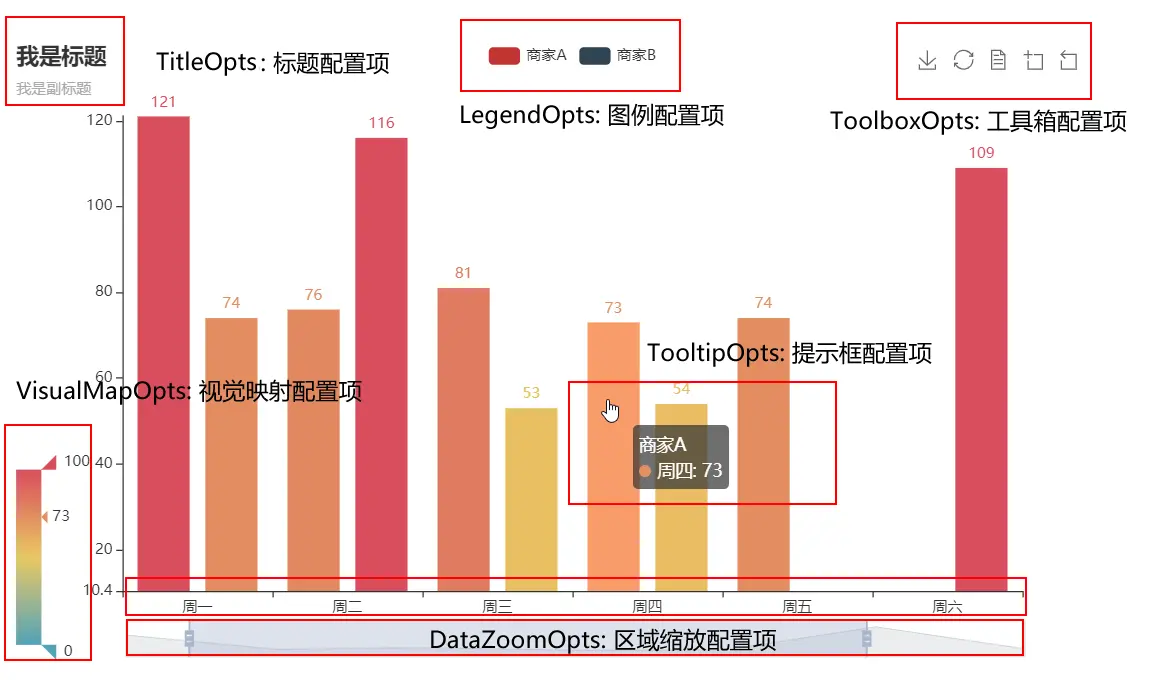 我是标题
我是副标题
TitleOpts: 标题配置项
商家A 商家B
LegendOpts: 图例配置项
ToolboxOpts: 工具箱配置项
121
116
109
120
100
80
60
40
20
10.4
74
76
81
53
73
54
74
TooltipOpts: 提示框配置项
商家A
周四: 73
VisualMapOpts: 视觉映射配置项
100
73
0
周一 周二 周三 周四 周五 周六
DataZoomOpts: 区域缩放配置项